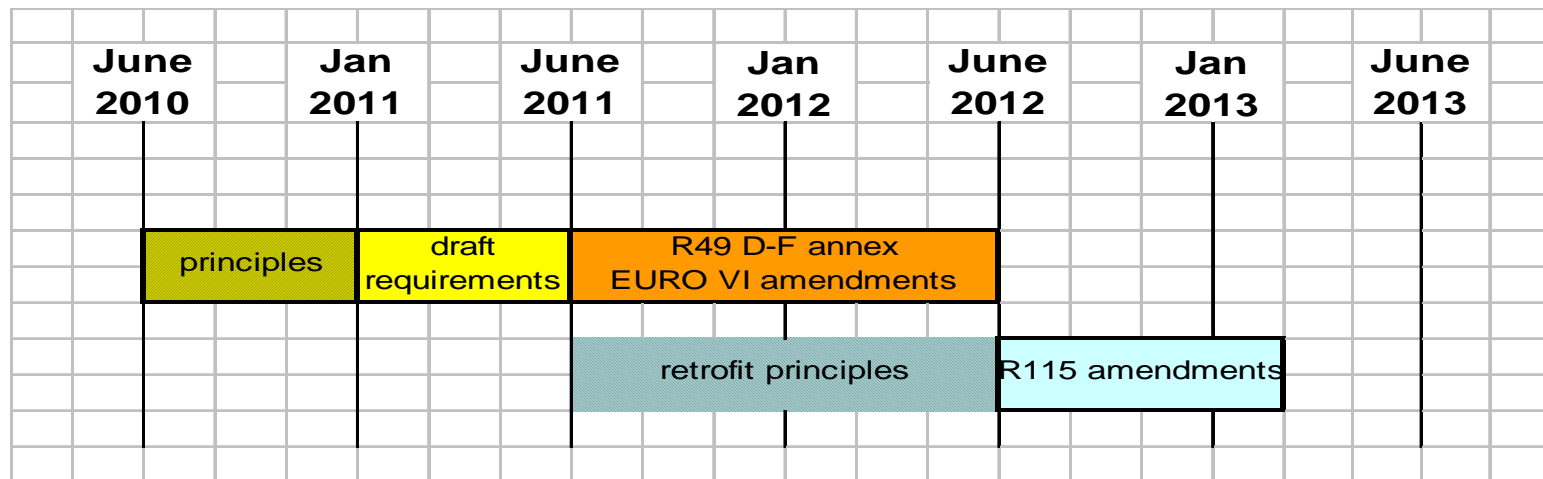 June 2010
Jan 2011
June 2011
Jan 2012
June 2012
Jan 2013
June 2013
principles
draft requirements
R49 D-F annex
EURO VI amendments
retrofit principles
R115 amendments